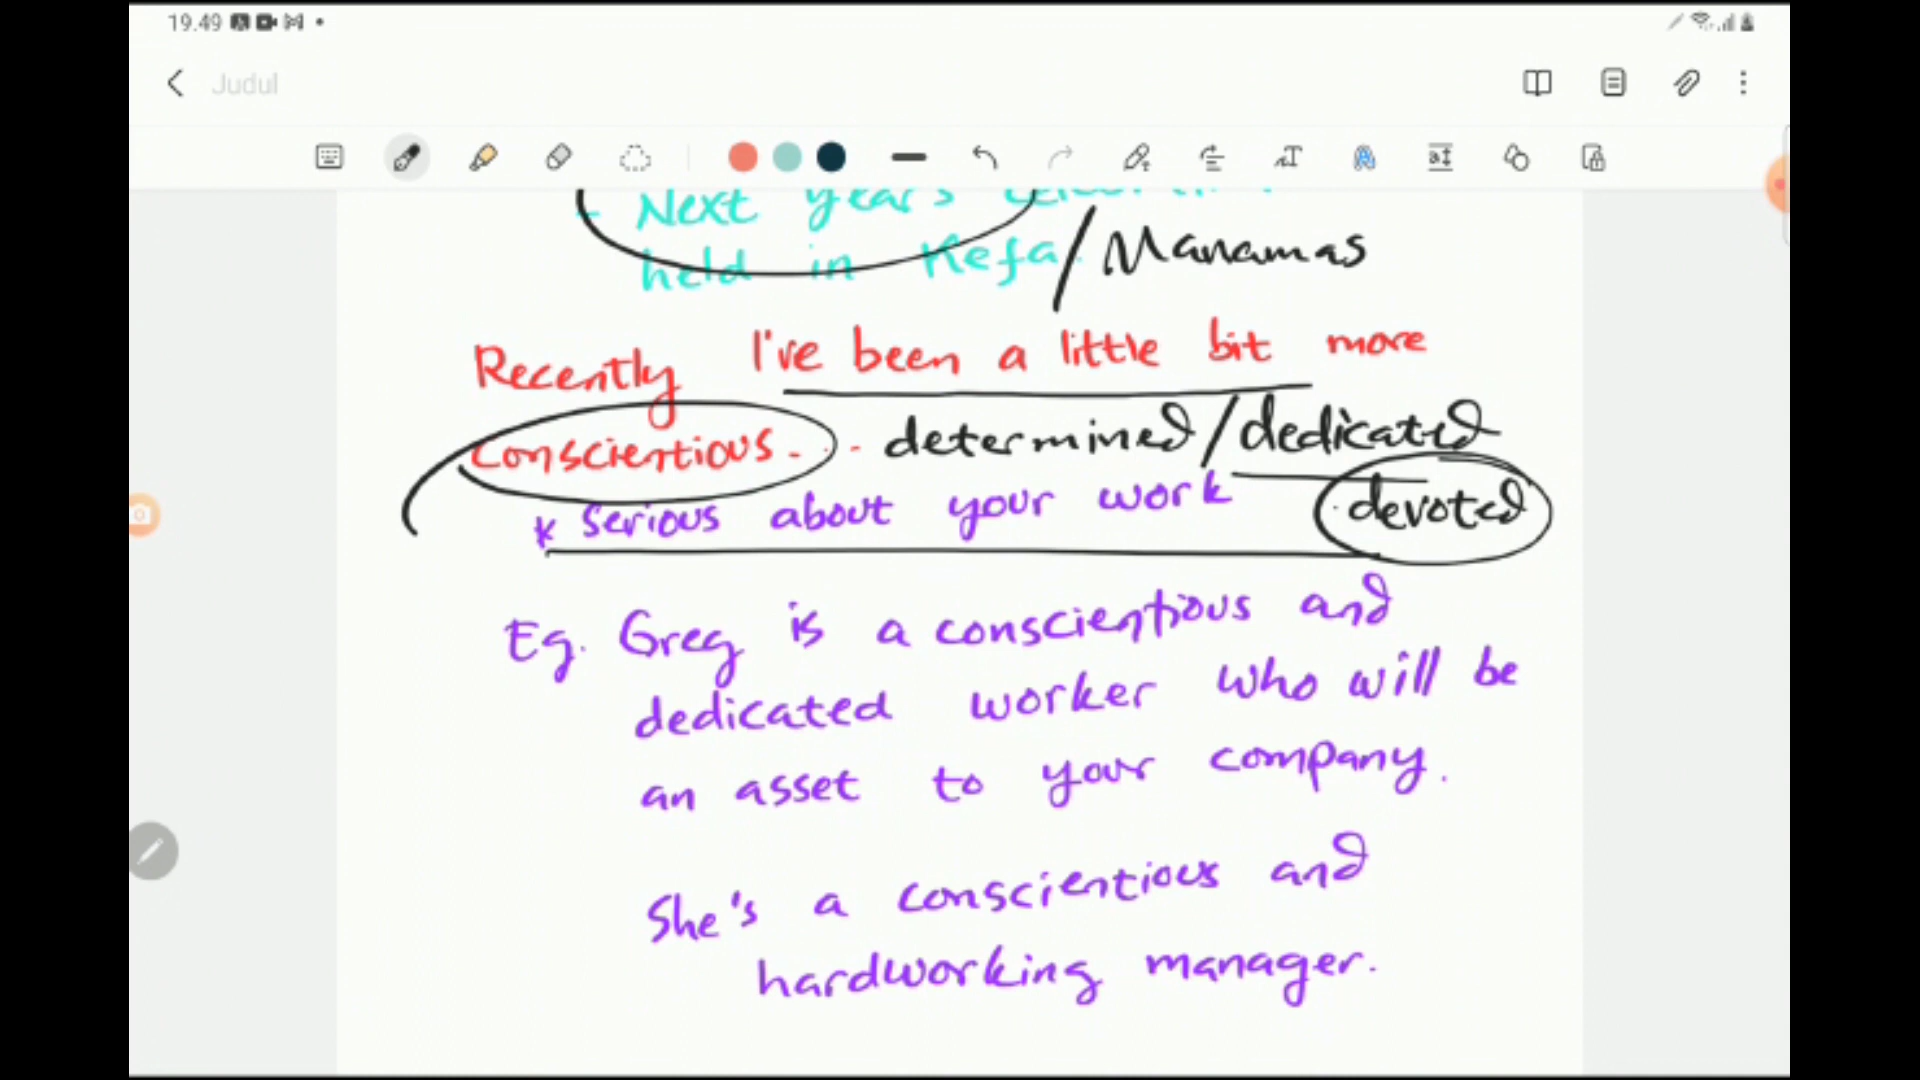 19.49
Judul
- Next year's
held in Kefa / Manamas
Recently I've been a little bit more
conscientious. . . determined / dedicated
devoted
* serious about your work
Eg. Greg is a conscientious and
dedicated worker who will be
an asset to your company.
She's a conscientious and
hardworking manager.